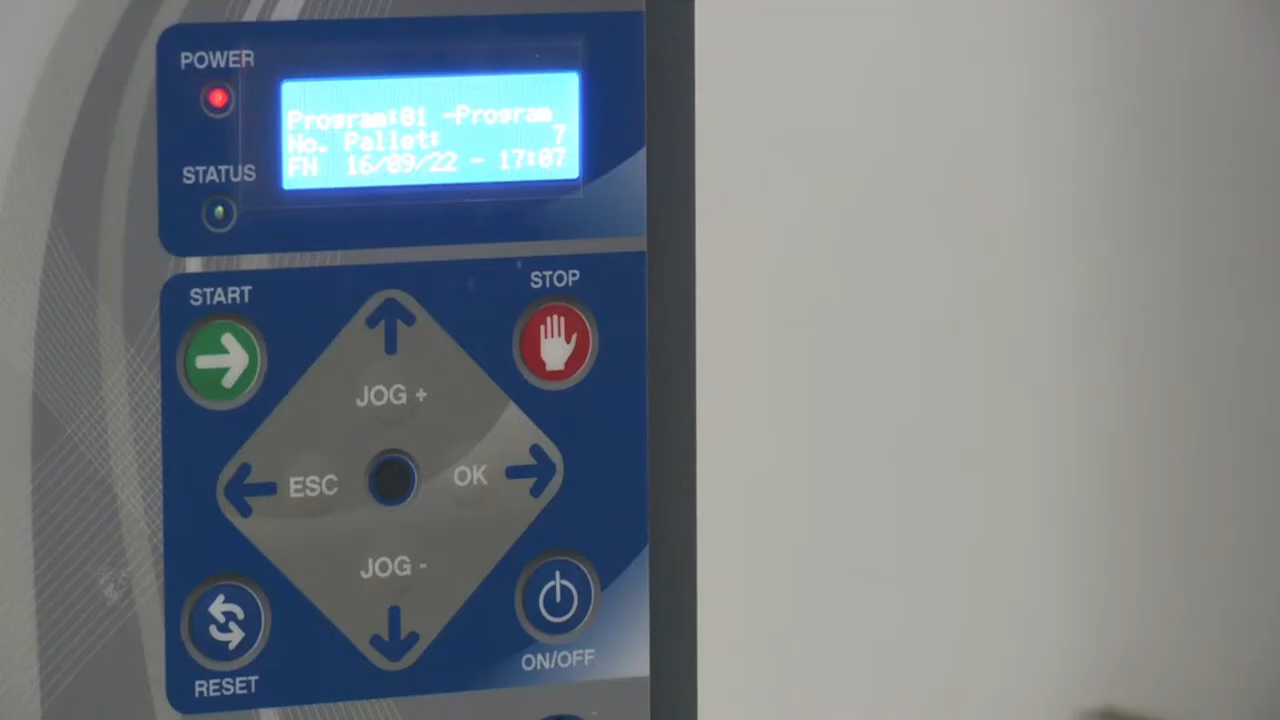 POWER
Program:01 -Program
No. Pallet: 7
FN 16/09/22 - 17:07
STATUS
START
STOP
JOG +
ESC
OK
JOG -
RESET
ON/OFF